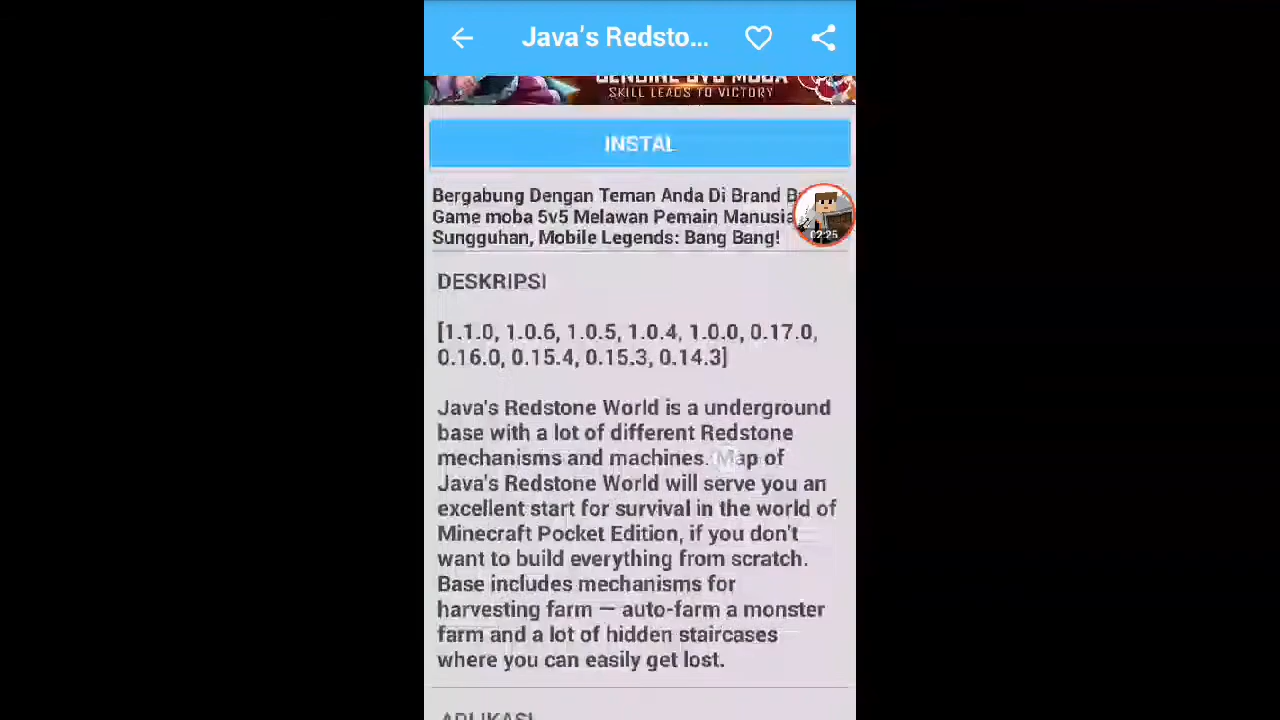 Java's Redsto...
SKILL LEADS TO VICTORY
INSTAL
Bergabung Dengan Teman Anda Di Brand
Game moba 5v5 Melawan Pemain Manusia
Sungguhan, Mobile Legends: Bang Bang!
02:25
DESKRIPSI
[1.1.0, 1.0.6, 1.0.5, 1.0.4, 1.0.0, 0.17.0,
0.16.0, 0.15.4, 0.15.3, 0.14.3]
Java's Redstone World is a underground
base with a lot of different Redstone
mechanisms and machines. Map of
Java's Redstone World will serve you an
excellent start for survival in the world of
Minecraft Pocket Edition, if you don't
want to build everything from scratch.
Base includes mechanisms for
harvesting farm — auto-farm a monster
farm and a lot of hidden staircases
where you can easily get lost.